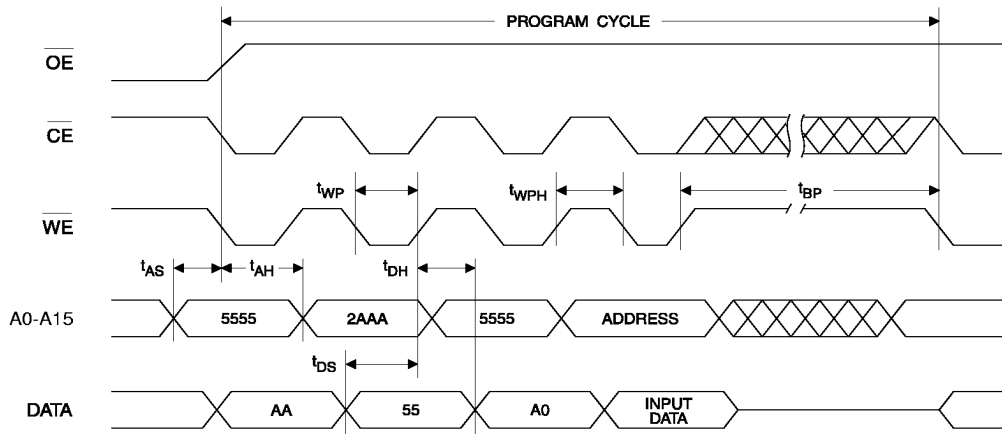 PROGRAM CYCLE
OE
CE
tWP
tWPH
tBP
WE
tAS
tAH
tDH
A0-A15
5555
2AAA
5555
ADDRESS
tDS
DATA
AA
55
A0
INPUT
DATA